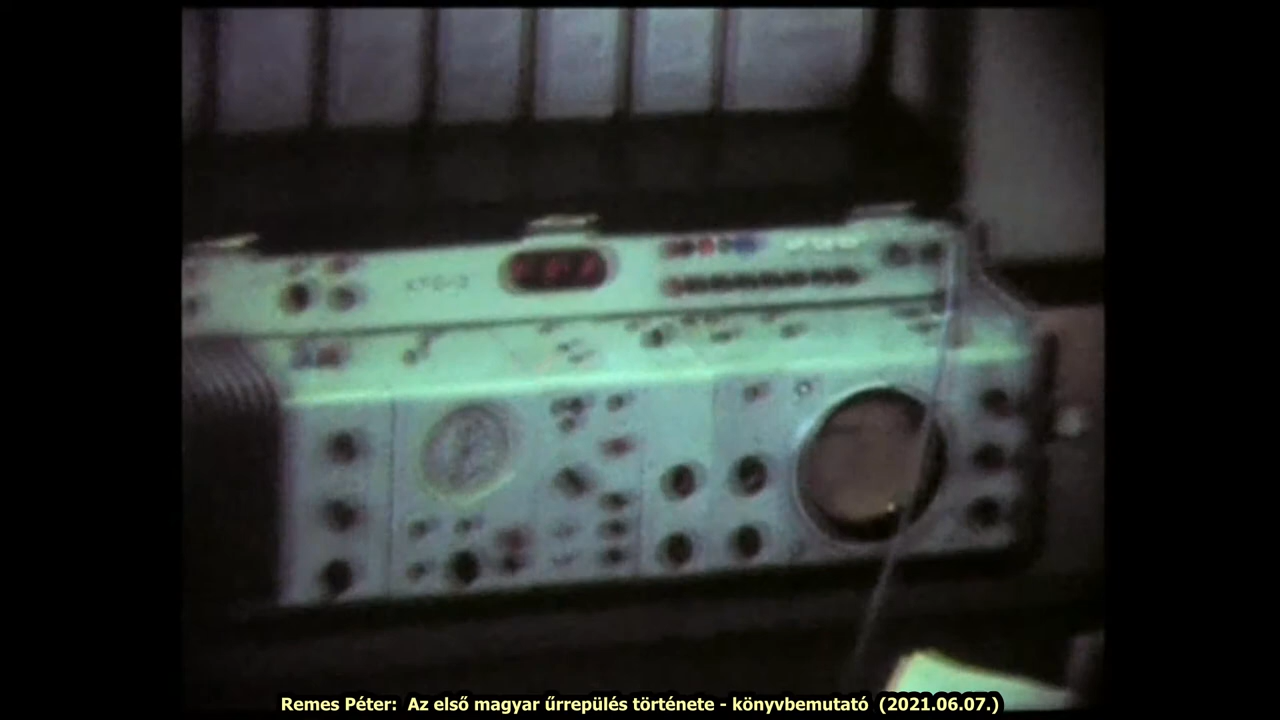 Remes Péter: Az első magyar űrrepülés története - könyvbemutató (2021.06.07.)